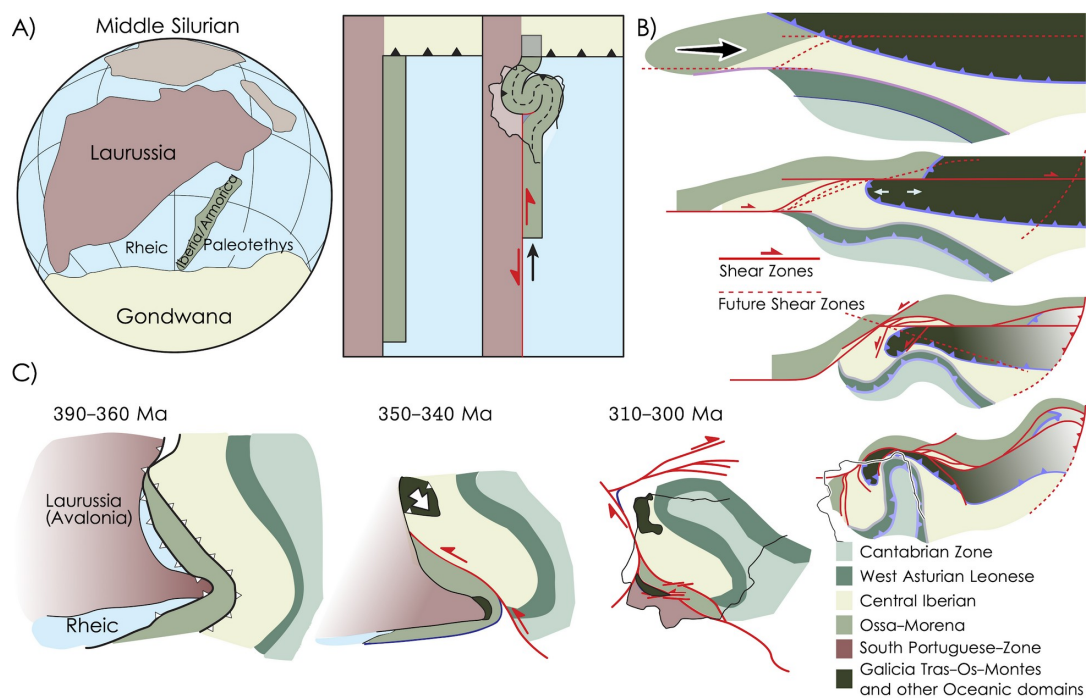 A)
Middle Silurian
Laurussia
Iberia/Armorica
Rheic
Paleotethys
Gondwana
B)
Shear Zones
Future Shear Zones
C)
390–360 Ma
350–340 Ma
310–300 Ma
Laurussia
(Avalonia)
Rheic
Cantabrian Zone
West Asturian Leonese
Central Iberian
Ossa–Morena
South Portuguese–Zone
Galicia Tras–Os–Montes
and other Oceanic domains